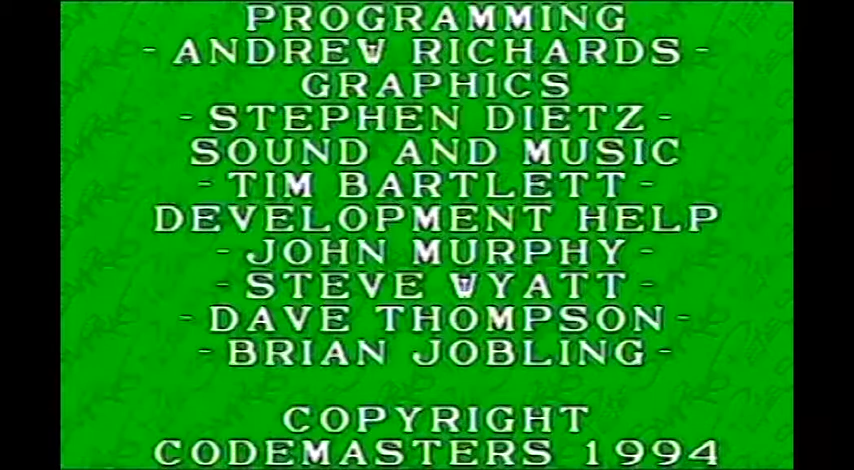 PROGRAMMING
- ANDREW RICHARDS -
GRAPHICS
- STEPHEN DIETZ -
SOUND AND MUSIC
- TIM BARTLETT -
DEVELOPMENT HELP
- JOHN MURPHY -
- STEVE WYATT -
- DAVE THOMPSON -
- BRIAN JOBLING -
COPYRIGHT
CODEMASTERS 1994